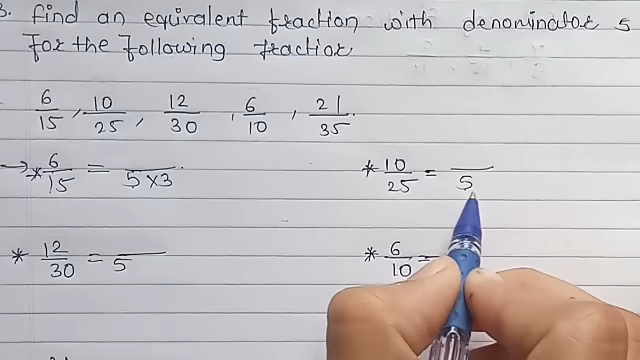 3. Find an equivalent fraction with denominator 5
for the following fraction
6/15, 10/25, 12/30, 6/10, 21/35.
→ * 6/15 = /5×3
* 10/25 = /5
* 12/30 = /5
* 6/10 =